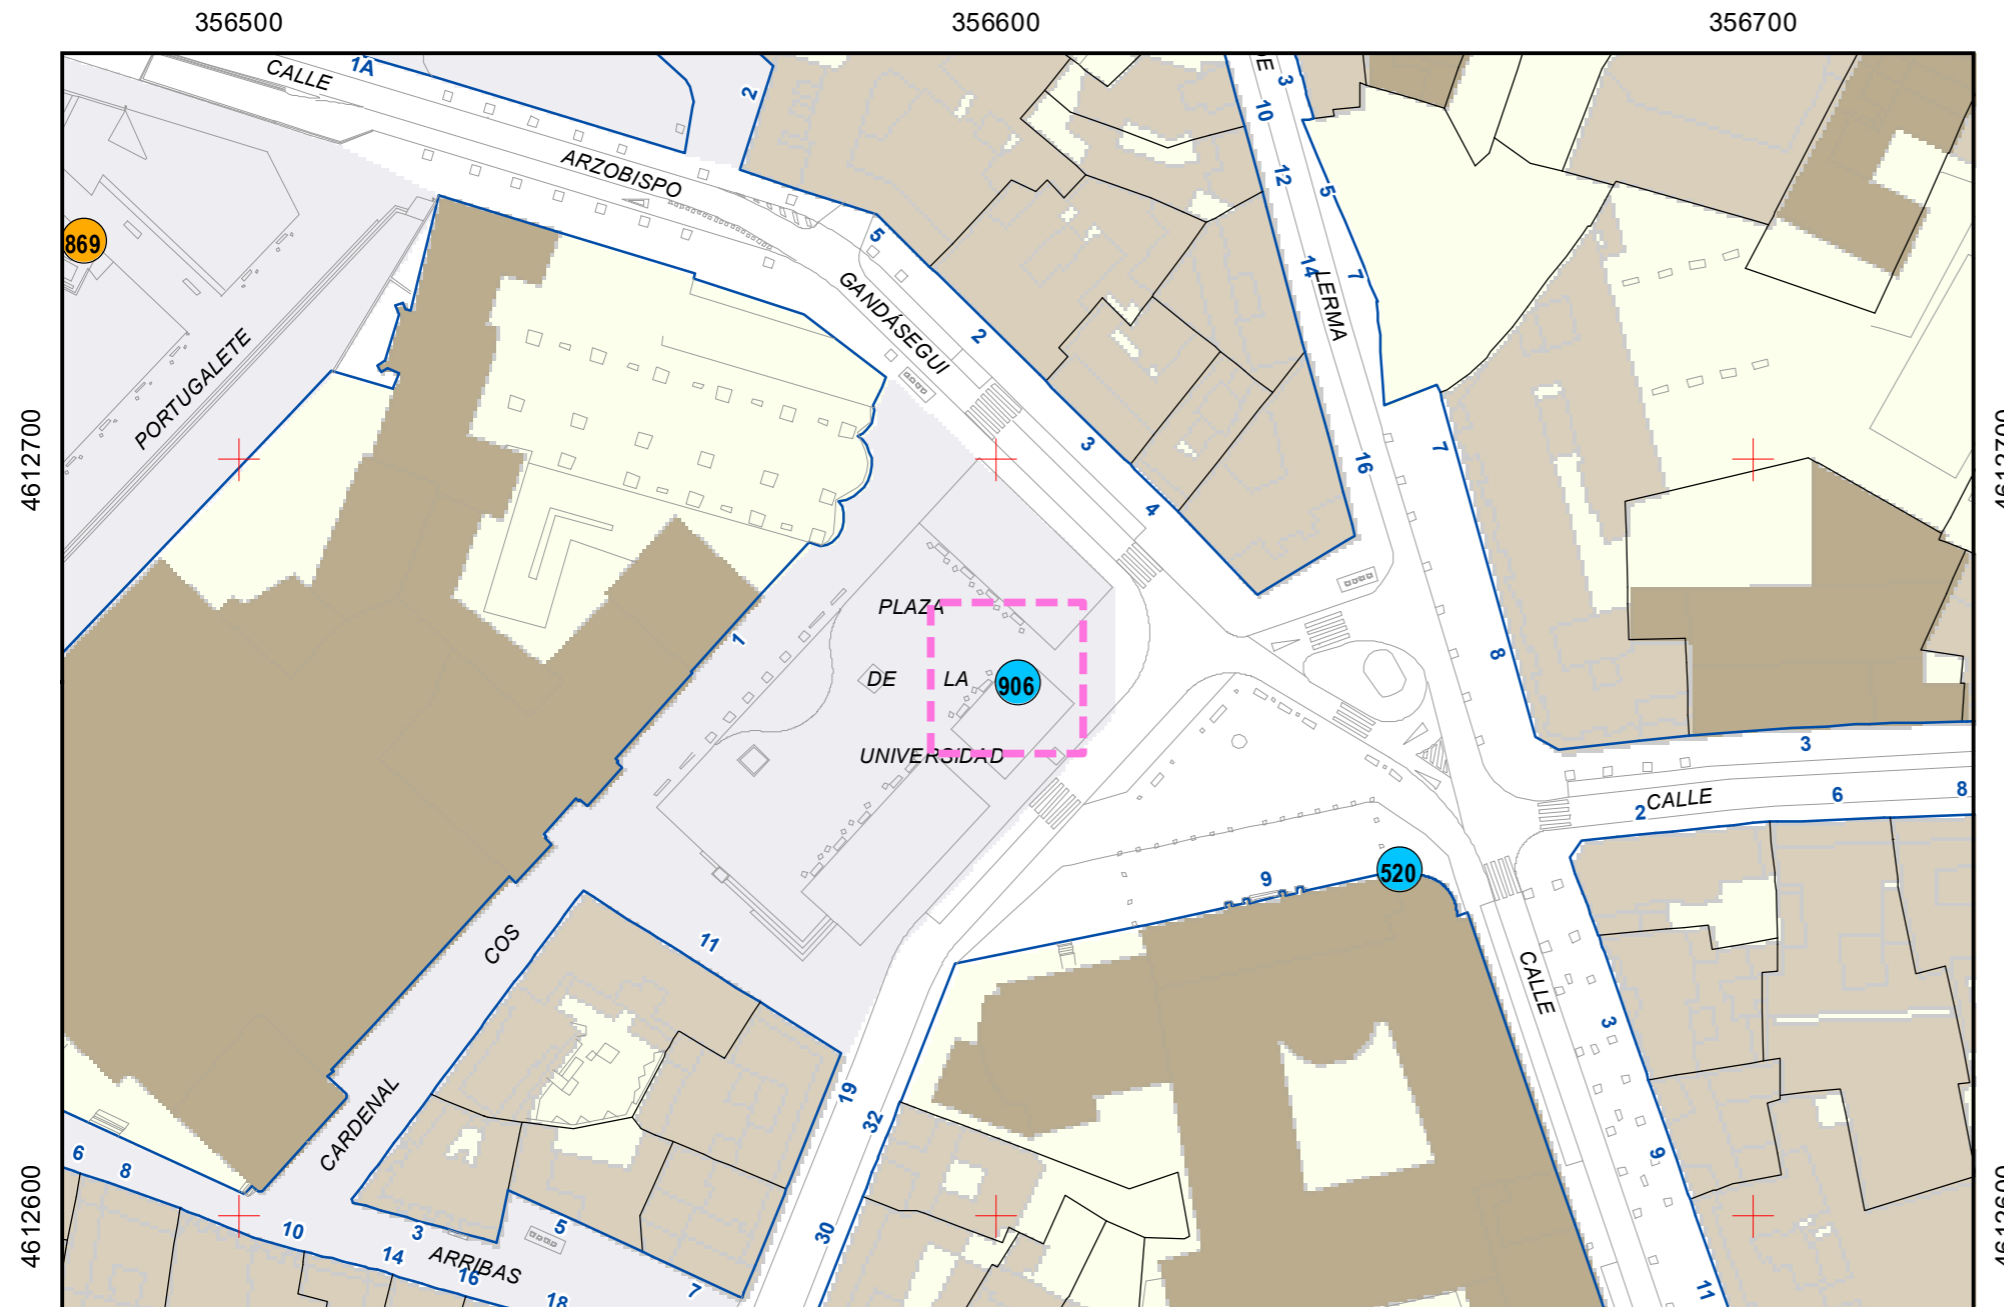 356500 356600 356700
CALLE 1A 2 DE 3
ARZOBISPO 10 12 5
869 5 GANDÁSEGUI 2 14 LERMA 7
PORTUGALETE 3 16 7
4612700 4612700
4
PLAZA
1 DE LA 906 8
UNIVERSIDAD 3
2 CALLE 6 8
9 520
COS 11 CALLE
3
CARDENAL 19 32 9
6 8
4612600 4612600
10 3 5 30
14 ARRIBAS
16 18 7 11